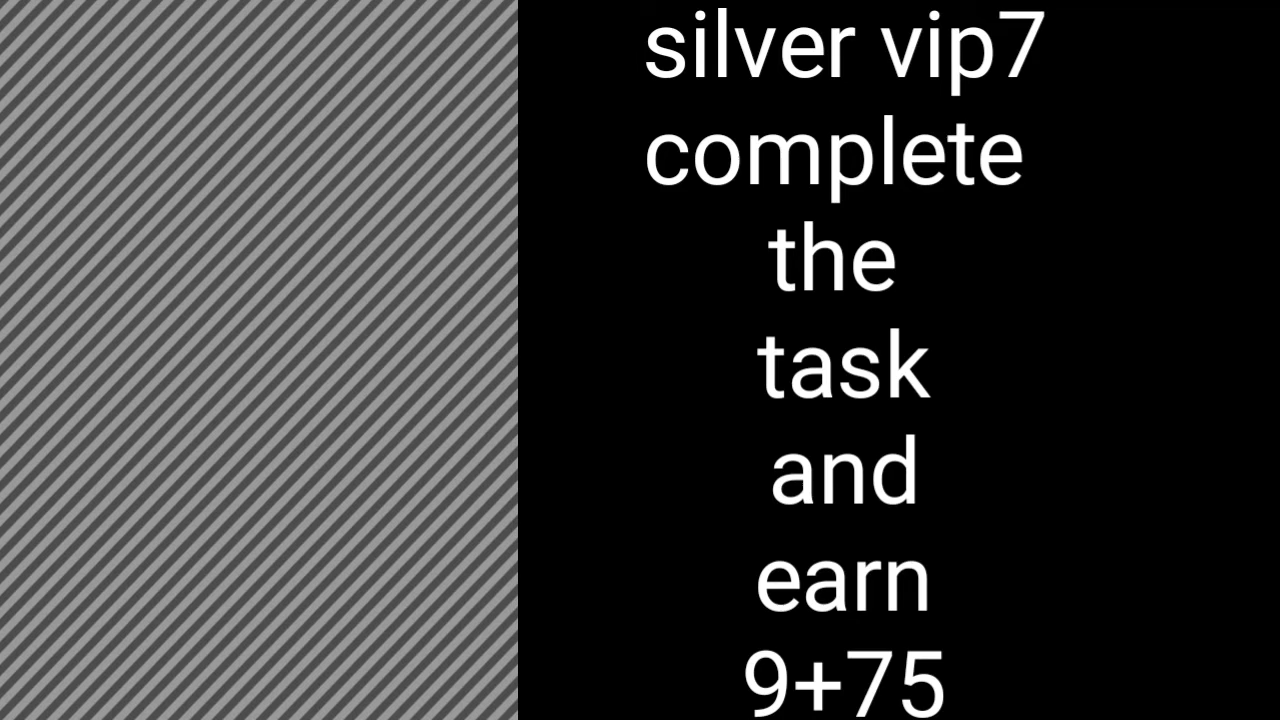 silver vip7
complete
the
task
and
earn
9+75